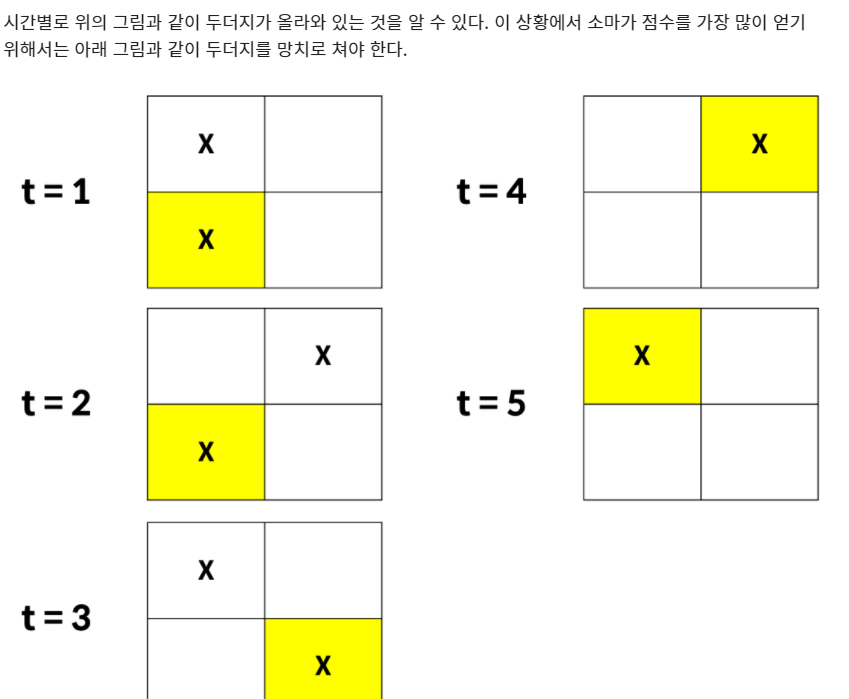 시간별로 위의 그림과 같이 두더지가 올라와 있는 것을 알 수 있다. 이 상황에서 소마가 점수를 가장 많이 얻기
위해서는 아래 그림과 같이 두더지를 망치로 쳐야 한다.
X
t = 1
X
X
t = 4
X
t = 2
X
X
t = 5
X
t = 3
X